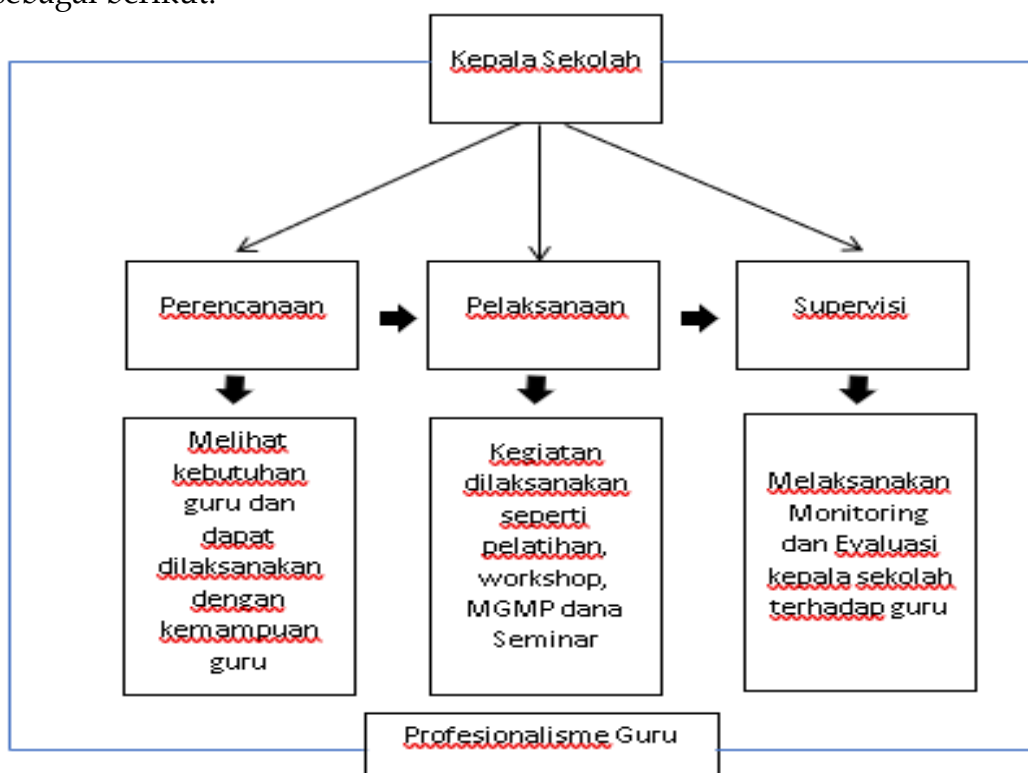 sebagai berikut.
Kepala Sekolah
Perencanaan
Pelaksanaan
Supervisi
Melihat
kebutuhan
guru dan
dapat
dilaksanakan
dengan
kemampuan
guru
Kegiatan
dilaksanakan
seperti
pelatihan,
workshop,
MGMP dana
Seminar
Melaksanakan
Monitoring
dan Evaluasi
kepala sekolah
terhadap guru
Profesionalisme Guru